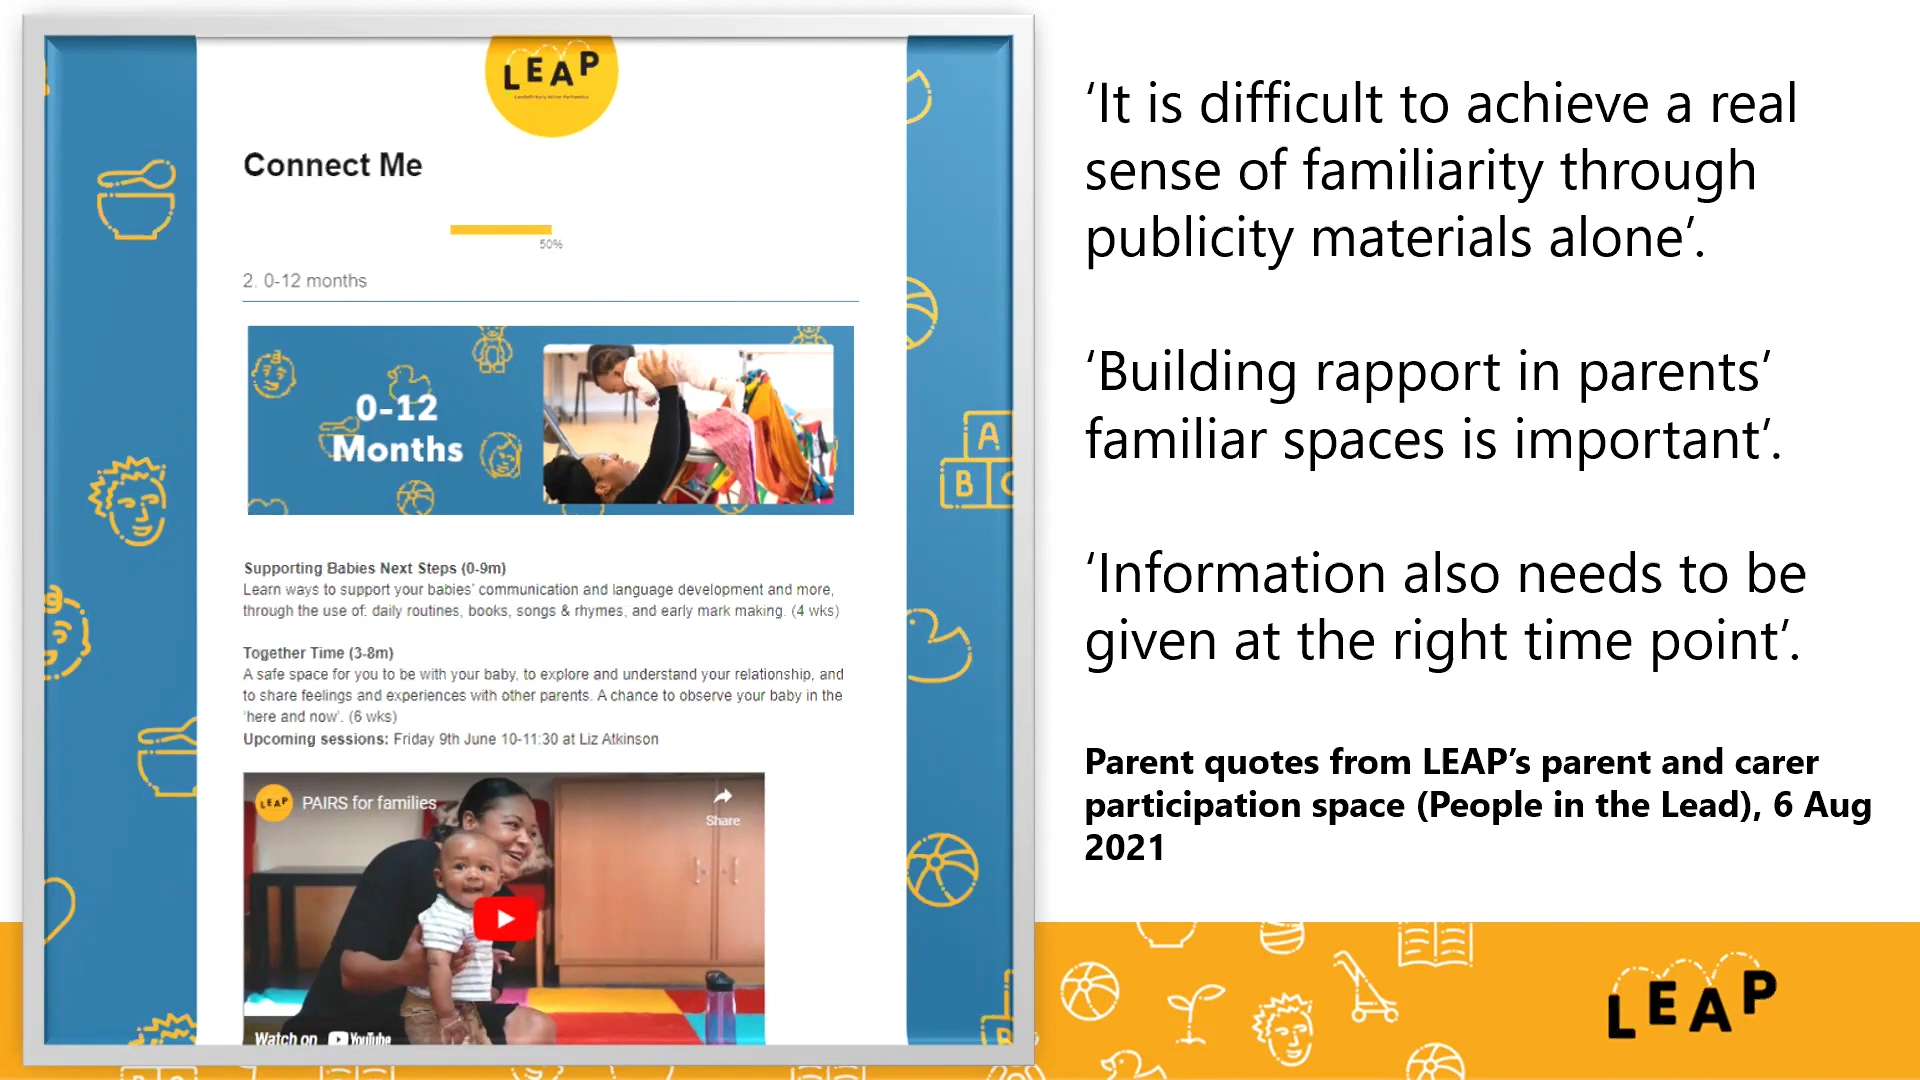 LEAP
Connect Me
50%
2. 0-12 months
0-12
Months
Supporting Babies Next Steps (0-9m)
Learn ways to support your babies' communication and language development and more,
through the use of: daily routines, books, songs & rhymes, and early mark making. (4 wks)
Together Time (3-8m)
A safe space for you to be with your baby, to explore and understand your relationship, and
to share feelings and experiences with other parents. A chance to observe your baby in the
'here and now'. (6 wks)
Upcoming sessions: Friday 9th June 10-11:30 at Liz Atkinson
LEAP
PAIRS for families
Share
Watch on YouTube
A
B C
‘It is difficult to achieve a real
sense of familiarity through
publicity materials alone’.
‘Building rapport in parents’
familiar spaces is important’.
‘Information also needs to be
given at the right time point’.
Parent quotes from LEAP’s parent and carer
participation space (People in the Lead), 6 Aug
2021
LEAP